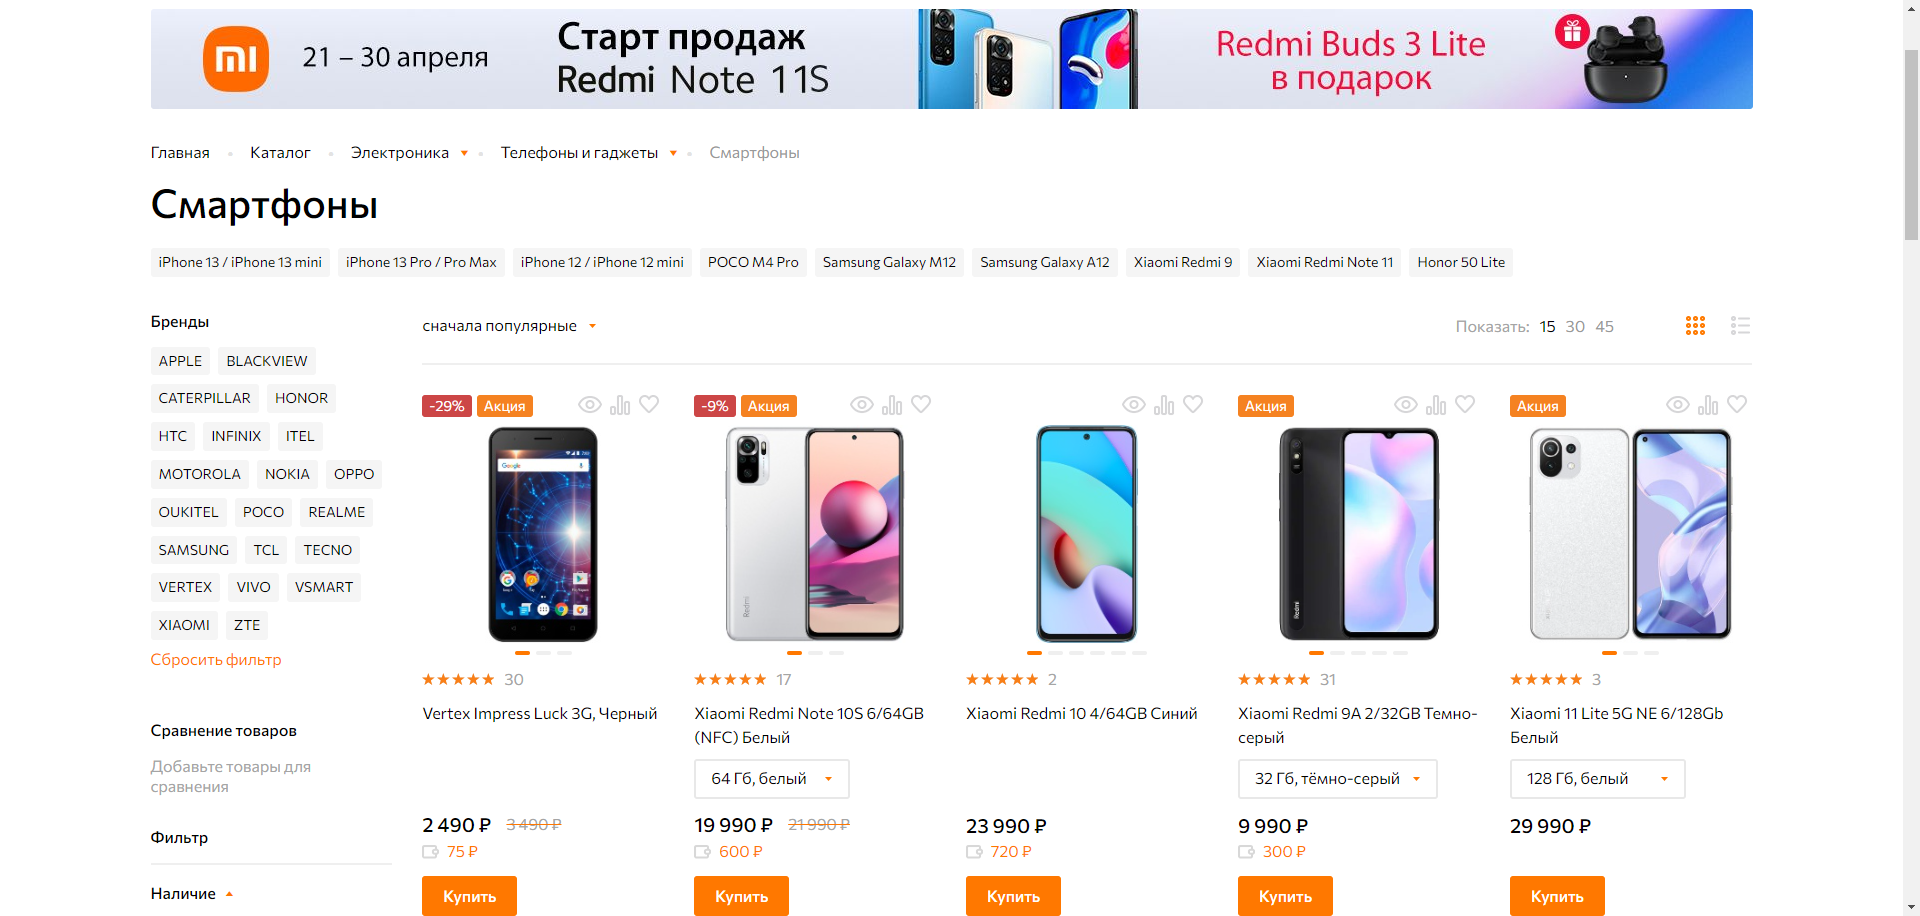 mi
21 – 30 апреля
Старт продаж
Redmi Note 11S
Redmi Buds 3 Lite
в подарок
Главная Каталог Электроника Телефоны и гаджеты Смартфоны
Смартфоны
iPhone 13 / iPhone 13 mini iPhone 13 Pro / Pro Max iPhone 12 / iPhone 12 mini POCO M4 Pro Samsung Galaxy M12 Samsung Galaxy A12 Xiaomi Redmi 9 Xiaomi Redmi Note 11 Honor 50 Lite
Бренды
APPLE BLACKVIEW
CATERPILLAR HONOR
HTC INFINIX ITEL
MOTOROLA NOKIA OPPO
OUKITEL POCO REALME
SAMSUNG TCL TECNO
VERTEX VIVO VSMART
XIAOMI ZTE
Сбросить фильтр
Сравнение товаров
Добавьте товары для
сравнения
Фильтр
Наличие
сначала популярные Показать: 15 30 45
-29% Акция
Google
30
Vertex Impress Luck 3G, Черный
2 490 ₽ 3 490 ₽
75 ₽
Купить
-9% Акция
Redmi
17
Xiaomi Redmi Note 10S 6/64GB
(NFC) Белый
64 Гб, белый
19 990 ₽ 21 990 ₽
600 ₽
Купить
2
Xiaomi Redmi 10 4/64GB Синий
23 990 ₽
720 ₽
Купить
Акция
Redmi
31
Xiaomi Redmi 9A 2/32GB Темно-
серый
32 Гб, тёмно-серый
9 990 ₽
300 ₽
Купить
Акция
3
Xiaomi 11 Lite 5G NE 6/128Gb
Белый
128 Гб, белый
29 990 ₽
Купить